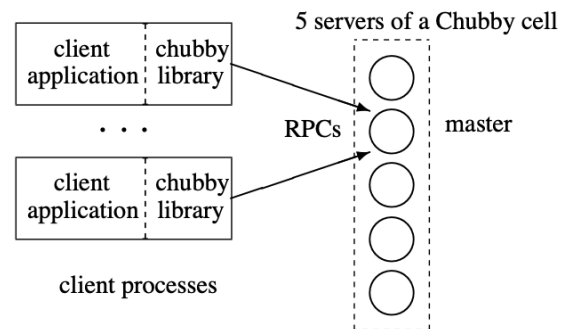 5 servers of a Chubby cell
client chubby
application library
. . .
RPCs
master
client chubby
application library
client processes